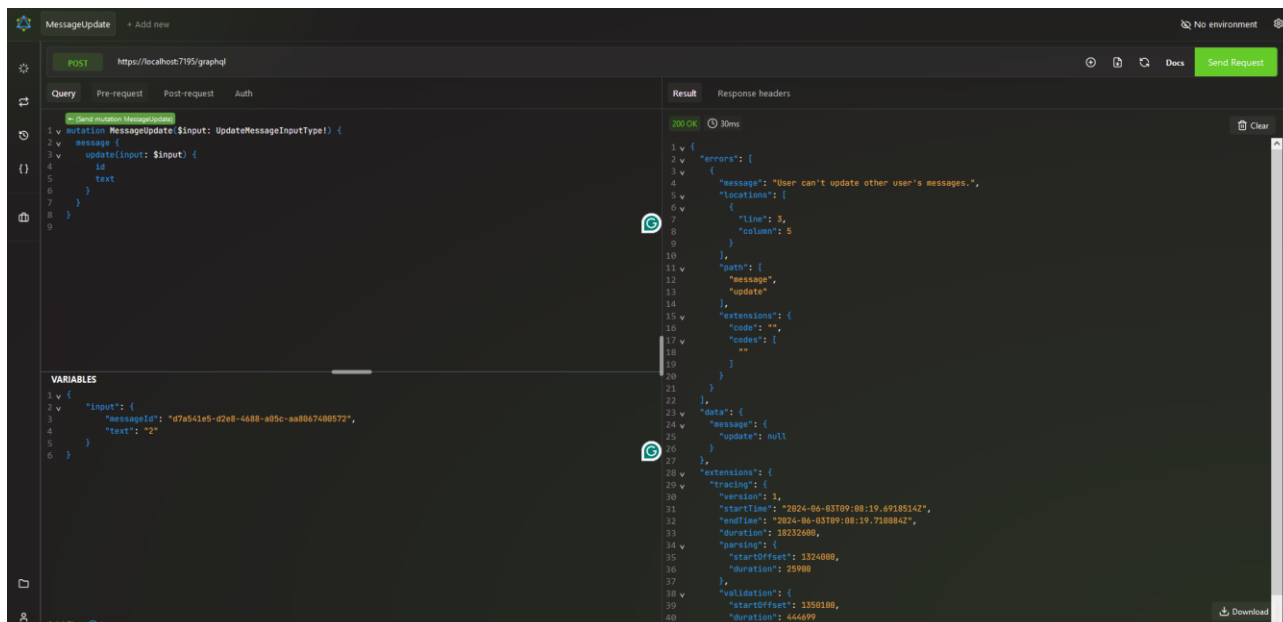 MessageUpdate + Add new No environment
POST https://localhost:7195/graphql Docs Send Request
Query Pre-request Post-request Auth
← (Send mutation MessageUpdate)
1 mutation MessageUpdate($input: UpdateMessageInputType!) {
2 message {
3 update(input: $input) {
4 id
5 text
6 }
7 }
8 }
9
VARIABLES
1 {
2 "input": {
3 "messageId": "d7a541e5-d2e8-4688-a05c-aa8067400572",
4 "text": "2"
5 }
6 }
Result Response headers
200 OK 30ms Clear
1 {
2 "errors": [
3 {
4 "message": "User can't update other user's messages.",
5 "locations": [
6 {
7 "line": 3,
8 "column": 5
9 }
10 ],
11 "path": [
12 "message",
13 "update"
14 ],
15 "extensions": {
16 "code": "",
17 "codes": [
18 ""
19 ]
20 }
21 }
22 ],
23 "data": {
24 "message": {
25 "update": null
26 }
27 },
28 "extensions": {
29 "tracing": {
30 "version": 1,
31 "startTime": "2024-06-03T09:08:19.6918514Z",
32 "endTime": "2024-06-03T09:08:19.710084Z",
33 "duration": 18232600,
34 "parsing": {
35 "startOffset": 1324000,
36 "duration": 25900
37 },
38 "validation": {
39 "startOffset": 1350100,
40 "duration": 444699
Download